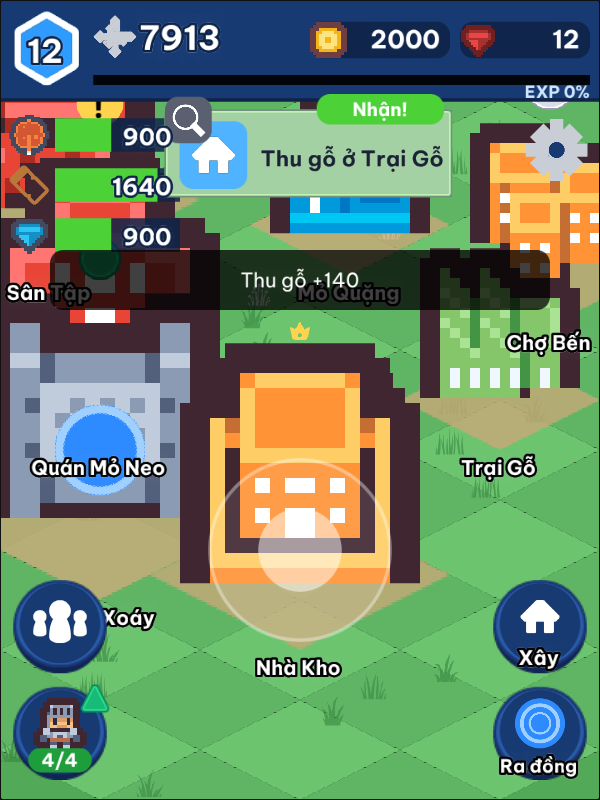 12
7913
2000
12
EXP 0%
Nhận!
Thu gỗ ở Trại Gỗ
900
1640
900
Thu gỗ +140
Sân Tập
Mỏ Quặng
Chợ Bến
Quán Mỏ Neo
Trại Gỗ
Xoáy
Xây
Nhà Kho
4/4
Ra đồng